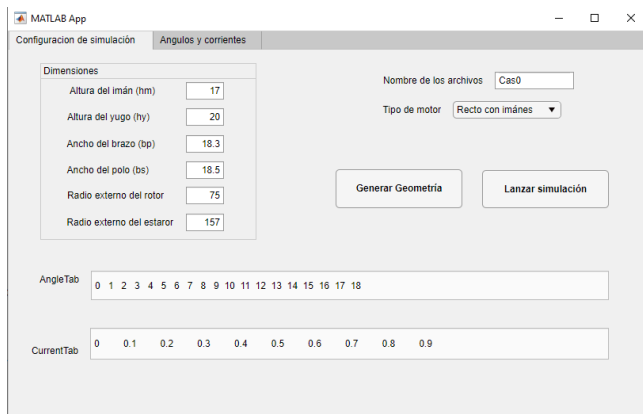 MATLAB App
Configuracion de simulación
Angulos y corrientes
Dimensiones
Altura del imán (hm) 17
Altura del yugo (hy) 20
Ancho del brazo (bp) 18.3
Ancho del polo (bs) 18.5
Radio externo del rotor 75
Radio externo del estaror 157
Nombre de los archivos Cas0
Tipo de motor Recto con imánes
Generar Geometría
Lanzar simulación
AngleTab 0 1 2 3 4 5 6 7 8 9 10 11 12 13 14 15 16 17 18
CurrentTab 0 0.1 0.2 0.3 0.4 0.5 0.6 0.7 0.8 0.9